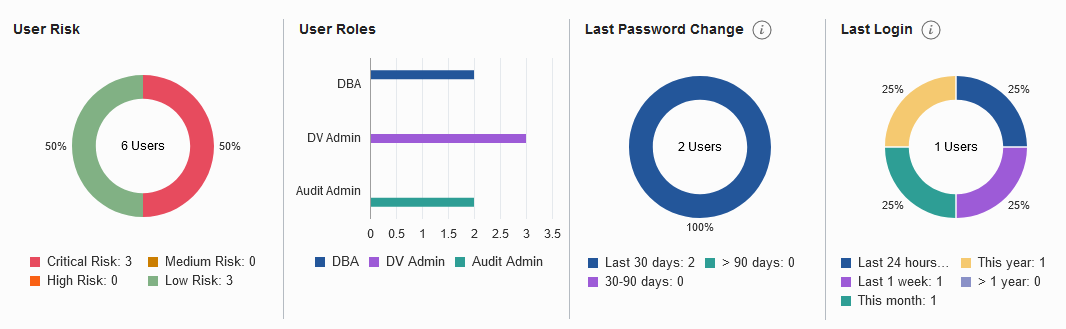 User Risk
50%
6 Users
50%
Critical Risk: 3
Medium Risk: 0
High Risk: 0
Low Risk: 3
User Roles
DBA
DV Admin
Audit Admin
0 0.5 1 1.5 2 2.5 3 3.5
DBA DV Admin Audit Admin
Last Password Change i
2 Users
100%
Last 30 days: 2
> 90 days: 0
30-90 days: 0
Last Login i
25%
25%
1 Users
25%
25%
Last 24 hours...
This year: 1
Last 1 week: 1
> 1 year: 0
This month: 1